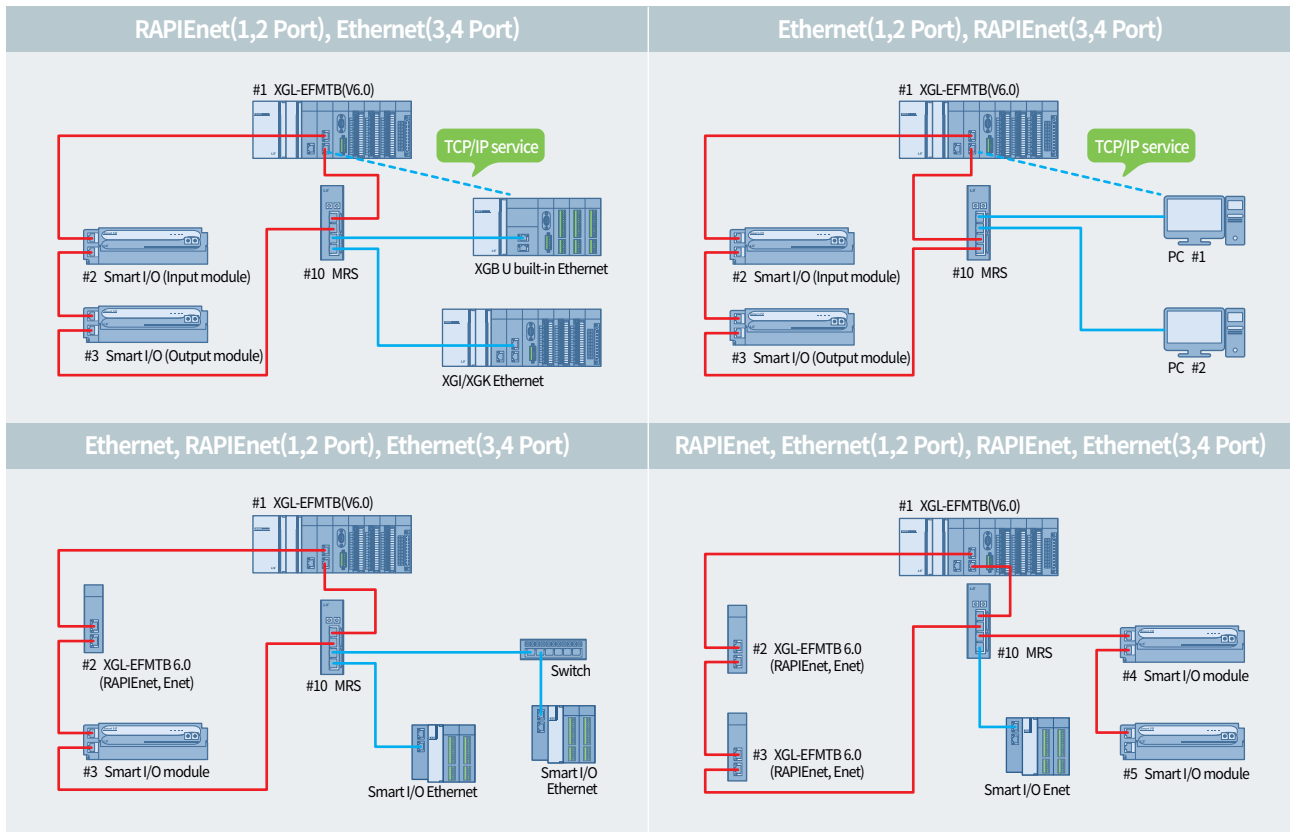 RAPIEnet(1,2 Port), Ethernet(3,4 Port)
#1 XGL-EFMTB(V6.0)
TCP/IP service
#2 Smart I/O (Input module)
#10 MRS
XGB U built-in Ethernet
#3 Smart I/O (Output module)
XGI/XGK Ethernet
Ethernet(1,2 Port), RAPIEnet(3,4 Port)
#1 XGL-EFMTB(V6.0)
TCP/IP service
#2 Smart I/O (Input module)
#10 MRS
PC #1
#3 Smart I/O (Output module)
PC #2
Ethernet, RAPIEnet(1,2 Port), Ethernet(3,4 Port)
#1 XGL-EFMTB(V6.0)
#2 XGL-EFMTB 6.0
(RAPIEnet, Enet)
#10 MRS
Switch
#3 Smart I/O module
Smart I/O Ethernet
Smart I/O
Ethernet
RAPIEnet, Ethernet(1,2 Port), RAPIEnet, Ethernet(3,4 Port)
#1 XGL-EFMTB(V6.0)
#2 XGL-EFMTB 6.0
(RAPIEnet, Enet)
#10 MRS
#4 Smart I/O module
#3 XGL-EFMTB 6.0
(RAPIEnet, Enet)
Smart I/O Enet
#5 Smart I/O module